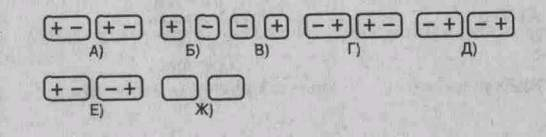 + − + − + − − + − + + − − + − +
А) Б) В) Г) Д)
+ − − +
Е) Ж)